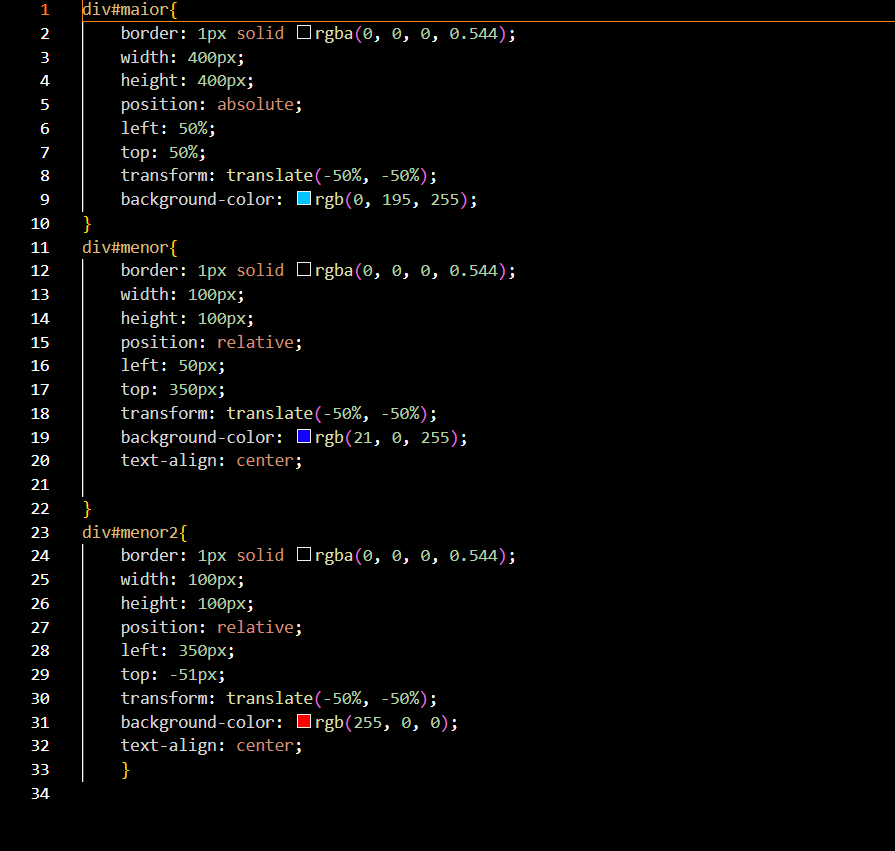 1 div#maior{
2 border: 1px solid rgba(0, 0, 0, 0.544);
3 width: 400px;
4 height: 400px;
5 position: absolute;
6 left: 50%;
7 top: 50%;
8 transform: translate(-50%, -50%);
9 background-color: rgb(0, 195, 255);
10 }
11 div#menor{
12 border: 1px solid rgba(0, 0, 0, 0.544);
13 width: 100px;
14 height: 100px;
15 position: relative;
16 left: 50px;
17 top: 350px;
18 transform: translate(-50%, -50%);
19 background-color: rgb(21, 0, 255);
20 text-align: center;
21
22 }
23 div#menor2{
24 border: 1px solid rgba(0, 0, 0, 0.544);
25 width: 100px;
26 height: 100px;
27 position: relative;
28 left: 350px;
29 top: -51px;
30 transform: translate(-50%, -50%);
31 background-color: rgb(255, 0, 0);
32 text-align: center;
33 }
34